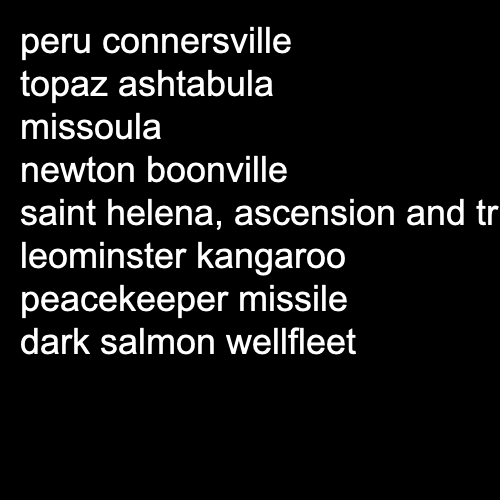 peru connersville
topaz ashtabula
missoula
newton boonville
saint helena, ascension and tr
leominster kangaroo
peacekeeper missile
dark salmon wellfleet